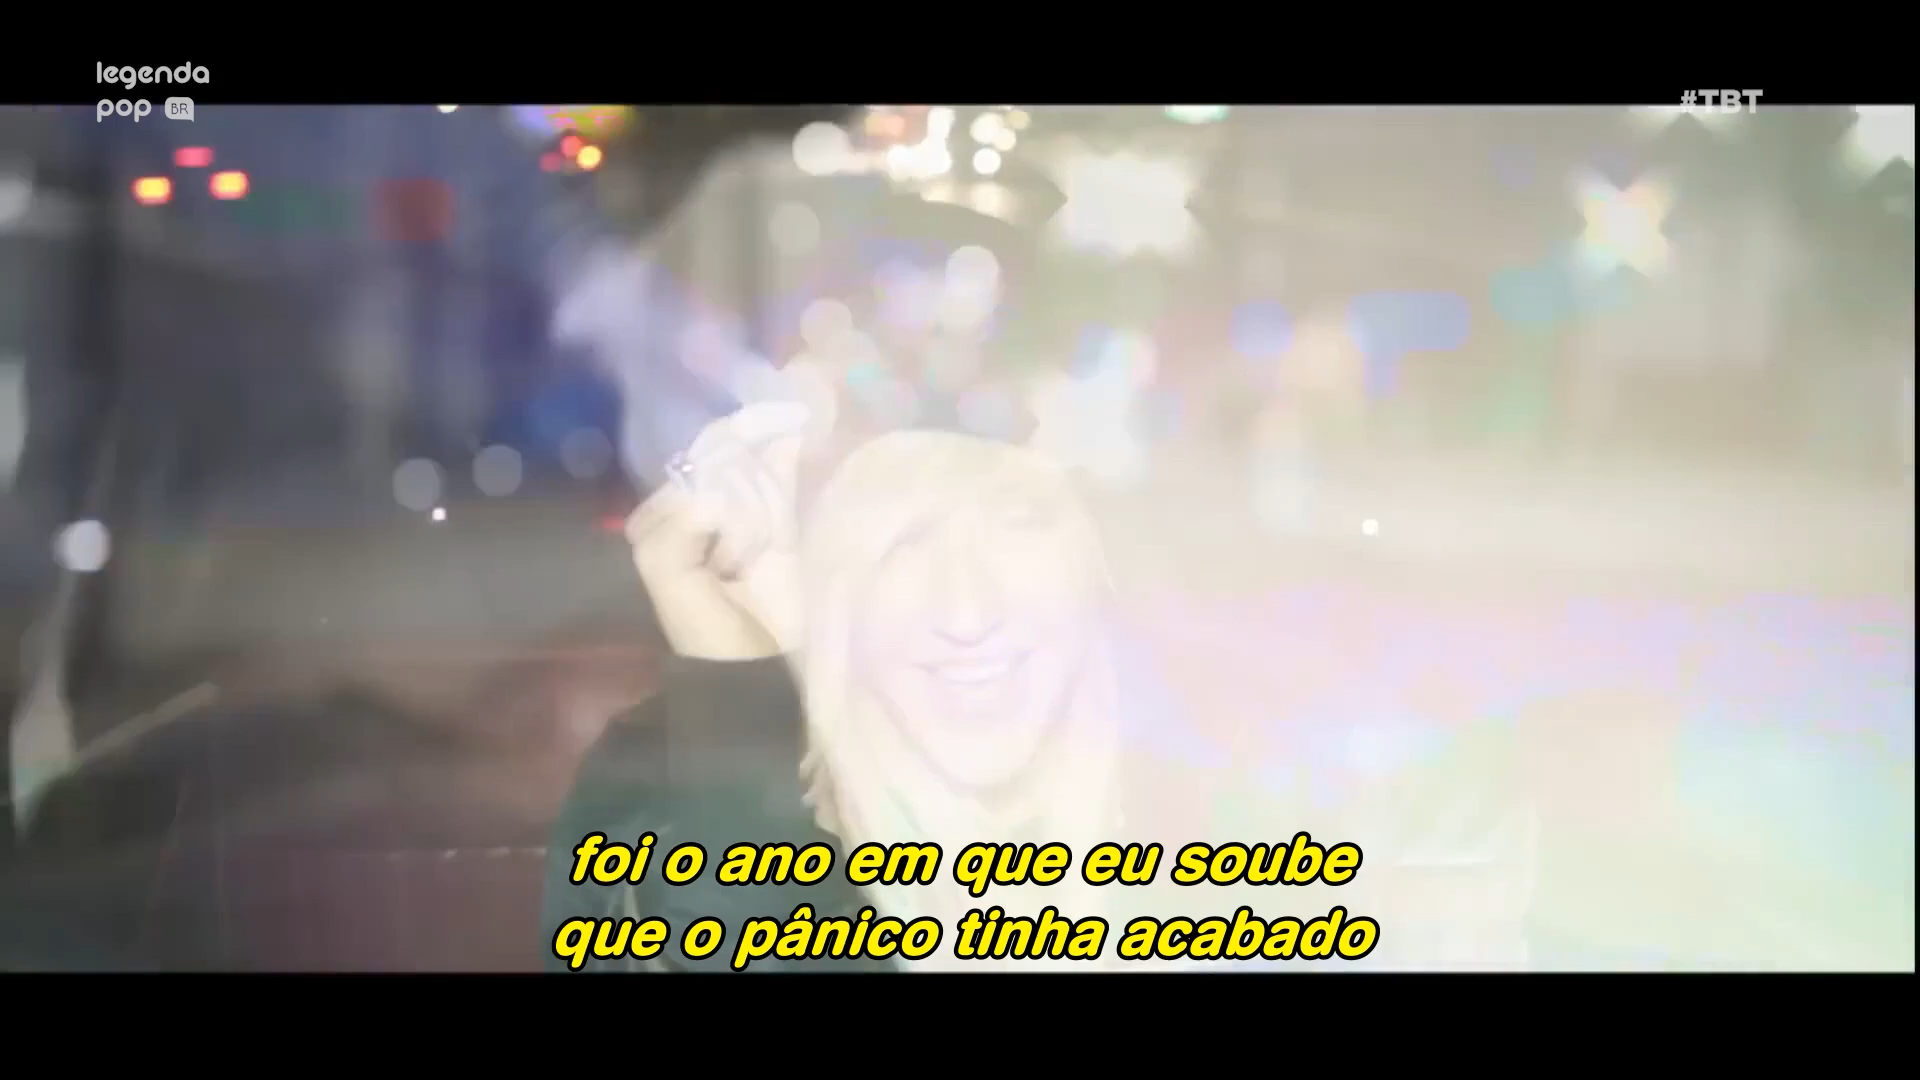 legenda
pop BR
#TBT
foi o ano em que eu soube
que o pânico tinha acabado